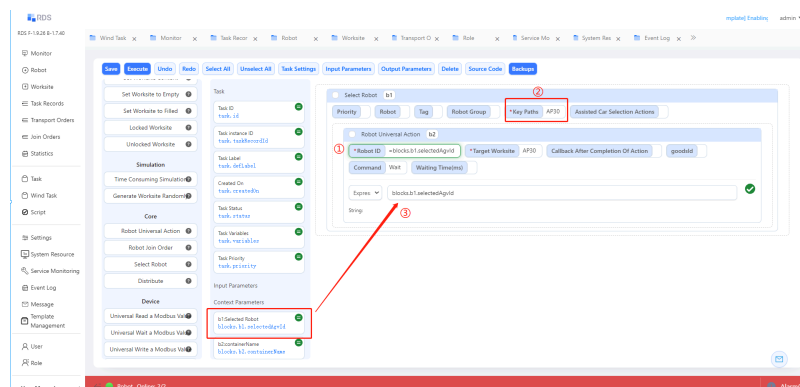 RDS
mplate] Enabling admin
RDS F-1.9.26 B-1.7.40
Wind Task x Monitor x Task Recor x Robot x Worksite x Transport O x Role x Service Mo x System Res x Event Log x
Monitor
Robot
Worksite
Task Records
Transport Orders
Join Orders
Statistics
Task
Wind Task
Script
Settings
System Resource
Service Monitoring
Event Log
Message
Template
Management
User
Role
Save Execute Undo Redo Select All Unselect All Task Settings Input Parameters Output Parameters Delete Source Code Backups
Set Worksite to Empty
Set Worksite to Filled
Locked Worksite
Unlocked Worksite
Simulation
Time Consuming Simulation
Generate Worksite Random
Core
Robot Universal Action
Robot Join Order
Select Robot
Distribute
Device
Universal Read a Modbus Val
Universal Wait a Modbus Val
Universal Write a Modbus Val
Task
Task ID
task.id
Task instance ID
task.taskRecordId
Task Label
task.defLabel
Created On
task.createdOn
Task Status
task.status
Task Variables
task.variables
Task Priority
task.priority
Input Parameters
Context Parameters
b1:Selected Robot
blocks.b1.selectedAgvId
b2:containerName
blocks.b2.containerName
Select Robot b1
②
Priority Robot Tag Robot Group *Key Paths AP30 Assisted Car Selection Actions
Robot Universal Action b2
①
*Robot ID =blocks.b1.selectedAgvId *Target Worksite AP30 Callback After Completion Of Action goodsId
Command Wait Waiting Time(ms)
Expres blocks.b1.selectedAgvId
String:
③